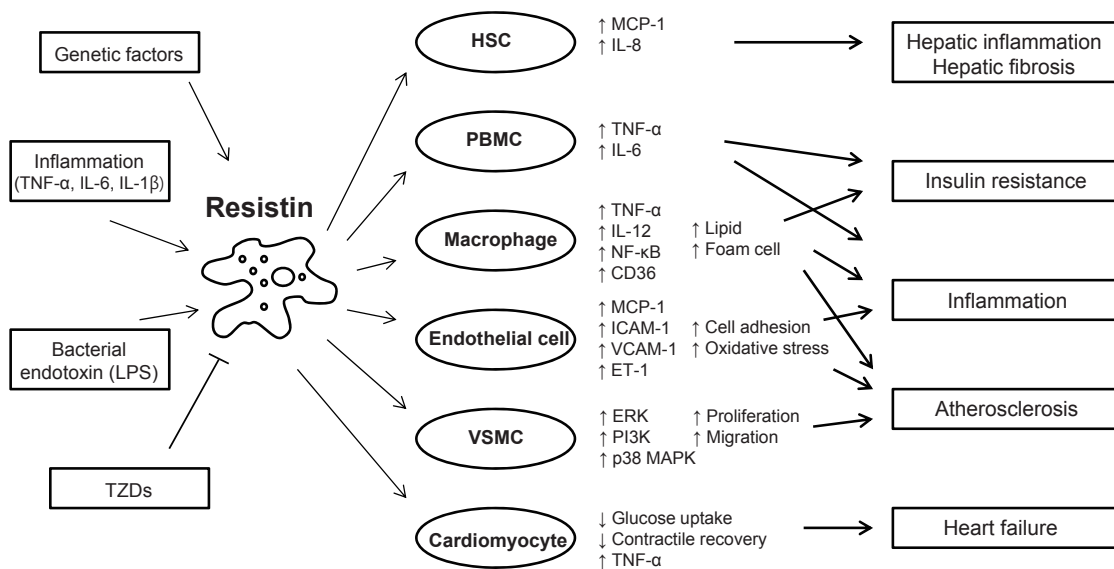 Genetic factors
Inflammation
(TNF-α, IL-6, IL-1β)
Resistin
Bacterial
endotoxin (LPS)
TZDs
HSC
↑ MCP-1
↑ IL-8
PBMC
↑ TNF-α
↑ IL-6
Macrophage
↑ TNF-α
↑ IL-12
↑ NF-κB
↑ CD36
↑ Lipid
↑ Foam cell
Endothelial cell
↑ MCP-1
↑ ICAM-1
↑ VCAM-1
↑ ET-1
↑ Cell adhesion
↑ Oxidative stress
VSMC
↑ ERK
↑ PI3K
↑ p38 MAPK
↑ Proliferation
↑ Migration
Cardiomyocyte
↓ Glucose uptake
↓ Contractile recovery
↑ TNF-α
Hepatic inflammation
Hepatic fibrosis
Insulin resistance
Inflammation
Atherosclerosis
Heart failure